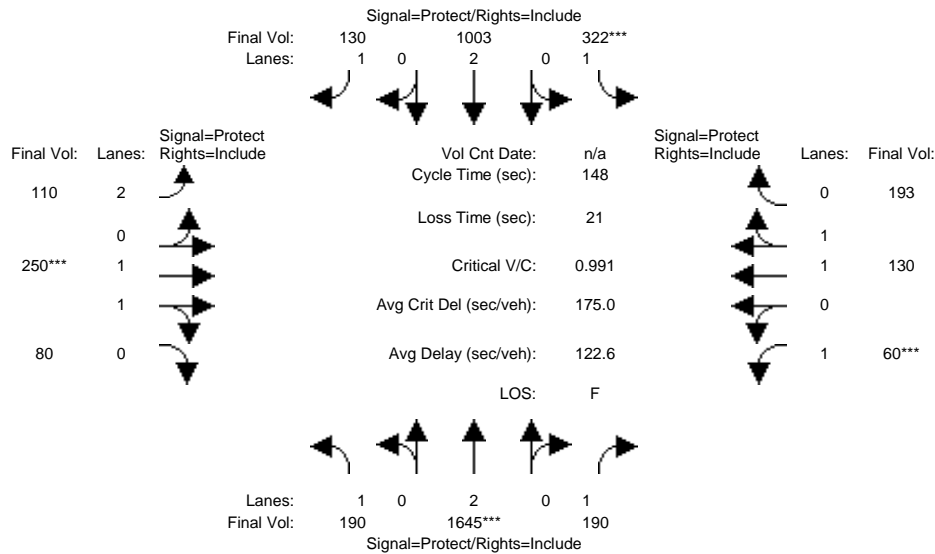 Signal=Protect/Rights=Include
Final Vol: 130 1003 322***
Lanes: 1 0 2 0 1
Signal=Protect
Final Vol: Lanes: Rights=Include
Vol Cnt Date: n/a
Signal=Protect
Rights=Include Lanes: Final Vol:
Cycle Time (sec): 148
110 2
0 193
Loss Time (sec): 21
0
1
250*** 1
Critical V/C: 0.991
1 130
1
Avg Crit Del (sec/veh): 175.0
0
80 0
Avg Delay (sec/veh): 122.6
1 60***
LOS: F
Lanes: 1 0 2 0 1
Final Vol: 190 1645*** 190
Signal=Protect/Rights=Include